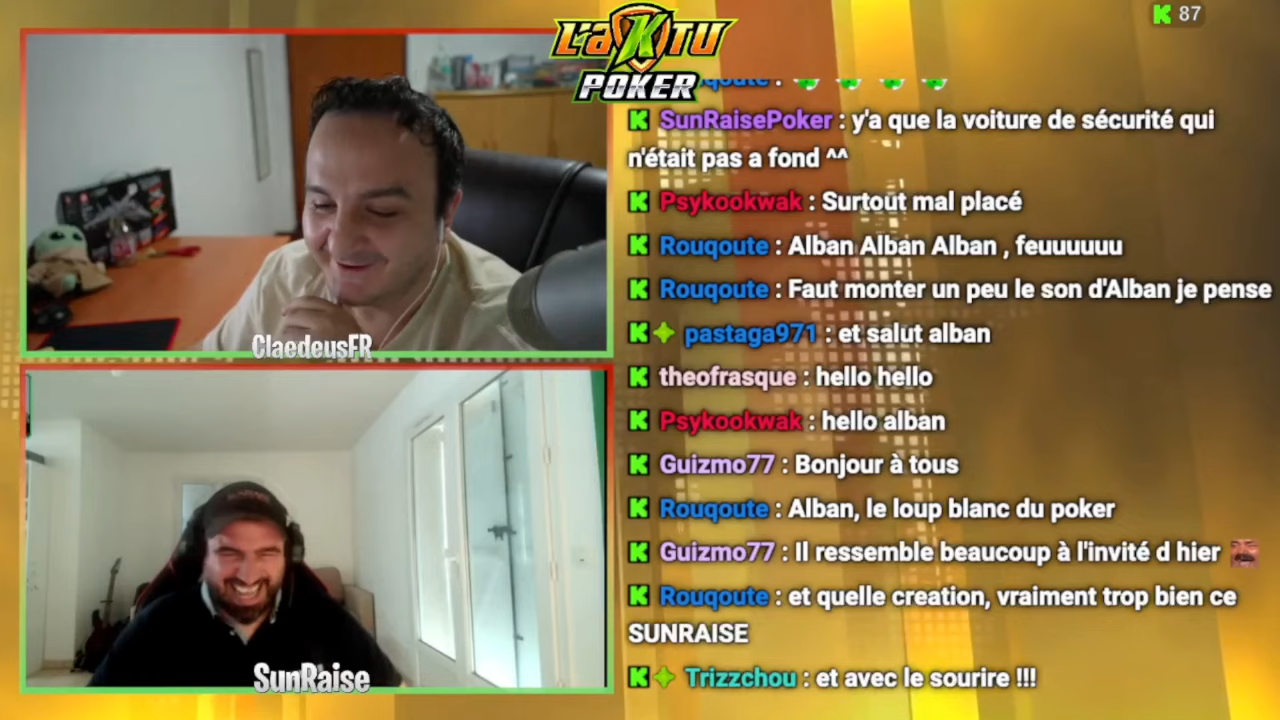 L'aKTU
POKER
K 87
Rouqoute :
K SunRaisePoker : y'a que la voiture de sécurité qui
n'était pas a fond ^^
K Psykookwak : Surtout mal placé
K Rouqoute : Alban Alban Alban , feuuuuuu
K Rouqoute : Faut monter un peu le son d'Alban je pense
K pastaga971 : et salut alban
K theofrasque : hello hello
K Psykookwak : hello alban
K Guizmo77 : Bonjour à tous
K Rouqoute : Alban, le loup blanc du poker
K Guizmo77 : Il ressemble beaucoup à l'invité d hier
K Rouqoute : et quelle creation, vraiment trop bien ce
SUNRAISE
K Trizzchou : et avec le sourire !!!
ClaedeusFR
SunRaise